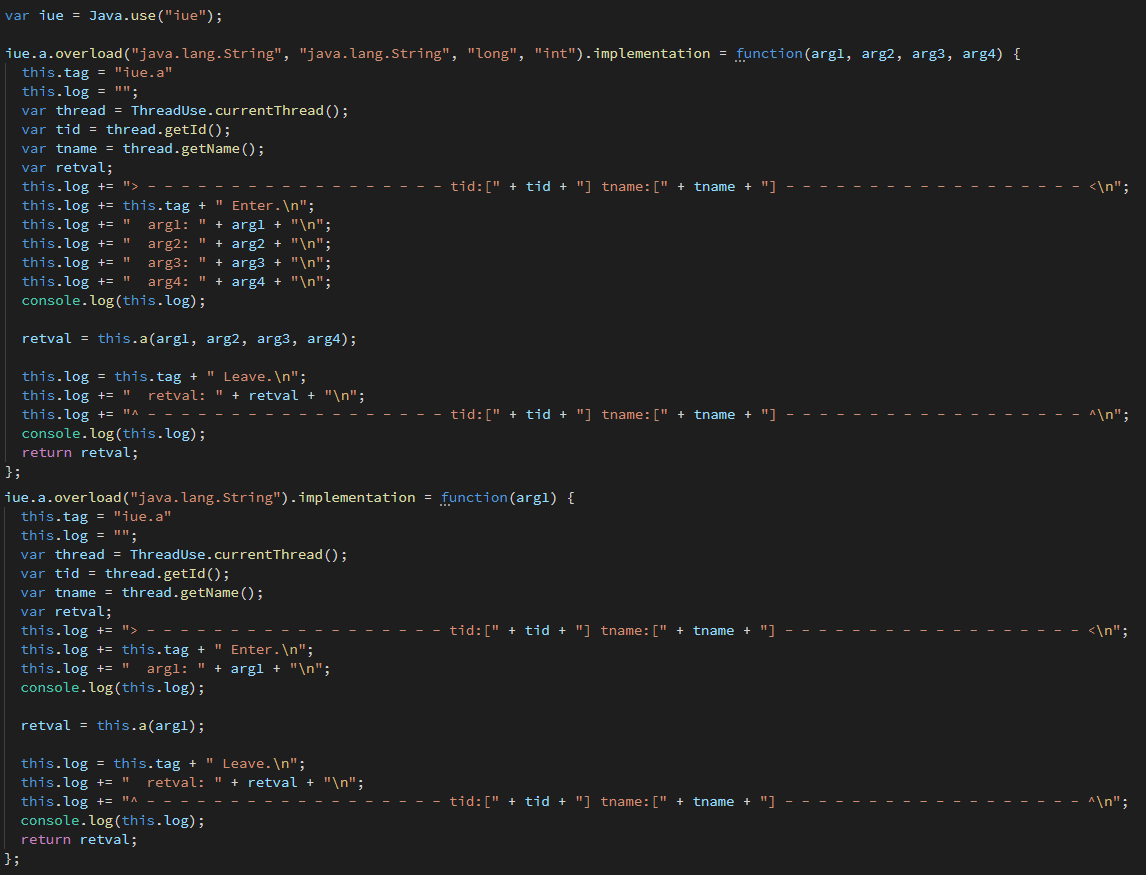 var iue = Java.use("iue");
iue.a.overload("java.lang.String", "java.lang.String", "long", "int").implementation = function(arg1, arg2, arg3, arg4) {
this.tag = "iue.a"
this.log = "";
var thread = ThreadUse.currentThread();
var tid = thread.getId();
var tname = thread.getName();
var retval;
this.log += "> - - - - - - - - - - - - - - - - - - tid:[" + tid + "] tname:[" + tname + "] - - - - - - - - - - - - - - - - - - <\n";
this.log += this.tag + " Enter.\n";
this.log += "  arg1: " + arg1 + "\n";
this.log += "  arg2: " + arg2 + "\n";
this.log += "  arg3: " + arg3 + "\n";
this.log += "  arg4: " + arg4 + "\n";
console.log(this.log);
retval = this.a(arg1, arg2, arg3, arg4);
this.log = this.tag + " Leave.\n";
this.log += "  retval: " + retval + "\n";
this.log += "^ - - - - - - - - - - - - - - - - - - tid:[" + tid + "] tname:[" + tname + "] - - - - - - - - - - - - - - - - - - ^\n";
console.log(this.log);
return retval;
};
iue.a.overload("java.lang.String").implementation = function(arg1) {
this.tag = "iue.a"
this.log = "";
var thread = ThreadUse.currentThread();
var tid = thread.getId();
var tname = thread.getName();
var retval;
this.log += "> - - - - - - - - - - - - - - - - - - tid:[" + tid + "] tname:[" + tname + "] - - - - - - - - - - - - - - - - - - <\n";
this.log += this.tag + " Enter.\n";
this.log += "  arg1: " + arg1 + "\n";
console.log(this.log);
retval = this.a(arg1);
this.log = this.tag + " Leave.\n";
this.log += "  retval: " + retval + "\n";
this.log += "^ - - - - - - - - - - - - - - - - - - tid:[" + tid + "] tname:[" + tname + "] - - - - - - - - - - - - - - - - - - ^\n";
console.log(this.log);
return retval;
};